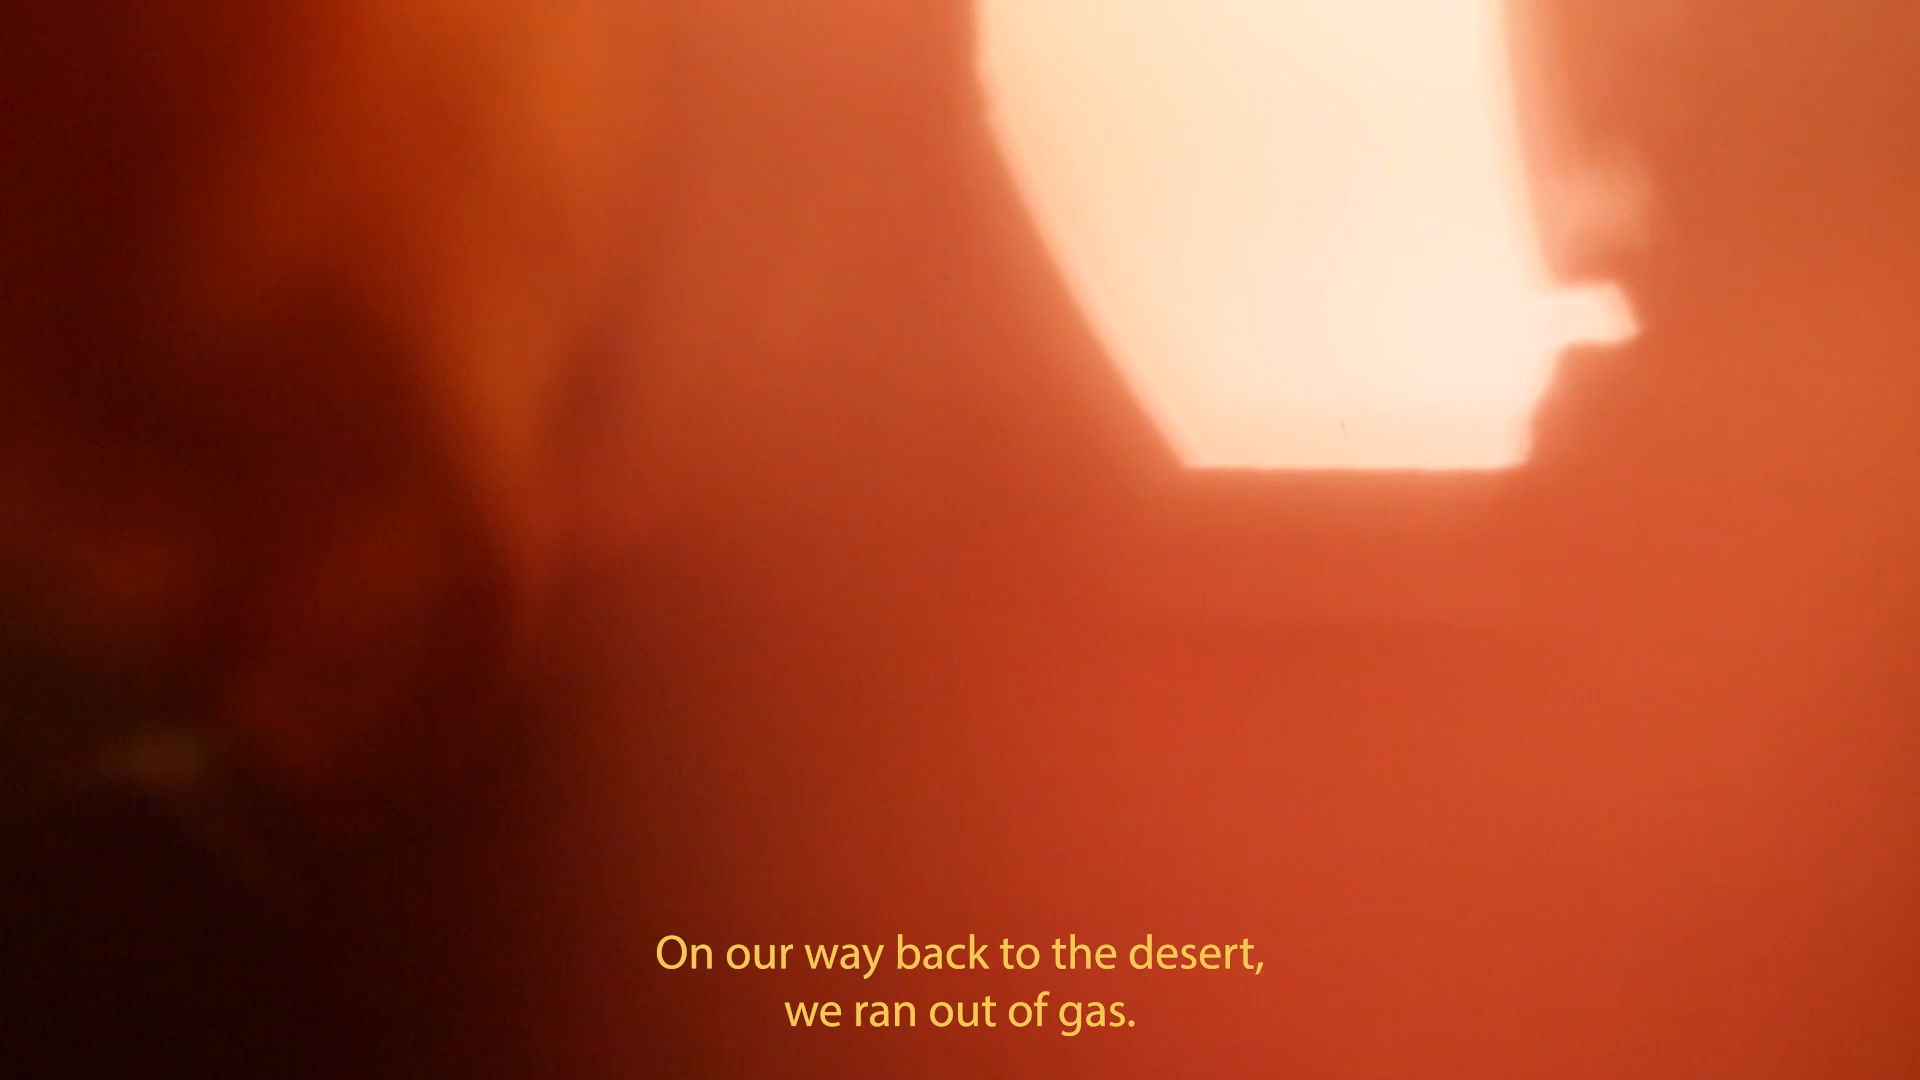 On our way back to the desert,
we ran out of gas.